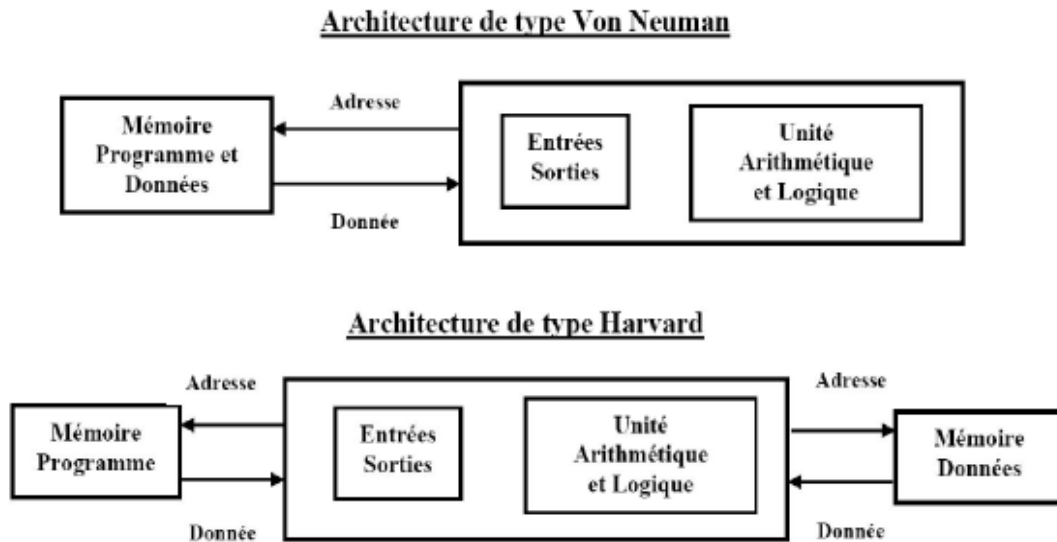 Architecture de type Von Neuman
Adresse
Mémoire
Programme et
Données
Donnée
Entrées
Sorties
Unité
Arithmétique
et Logique
Architecture de type Harvard
Adresse
Mémoire
Programme
Donnée
Entrées
Sorties
Unité
Arithmétique
et Logique
Adresse
Mémoire
Données
Donnée